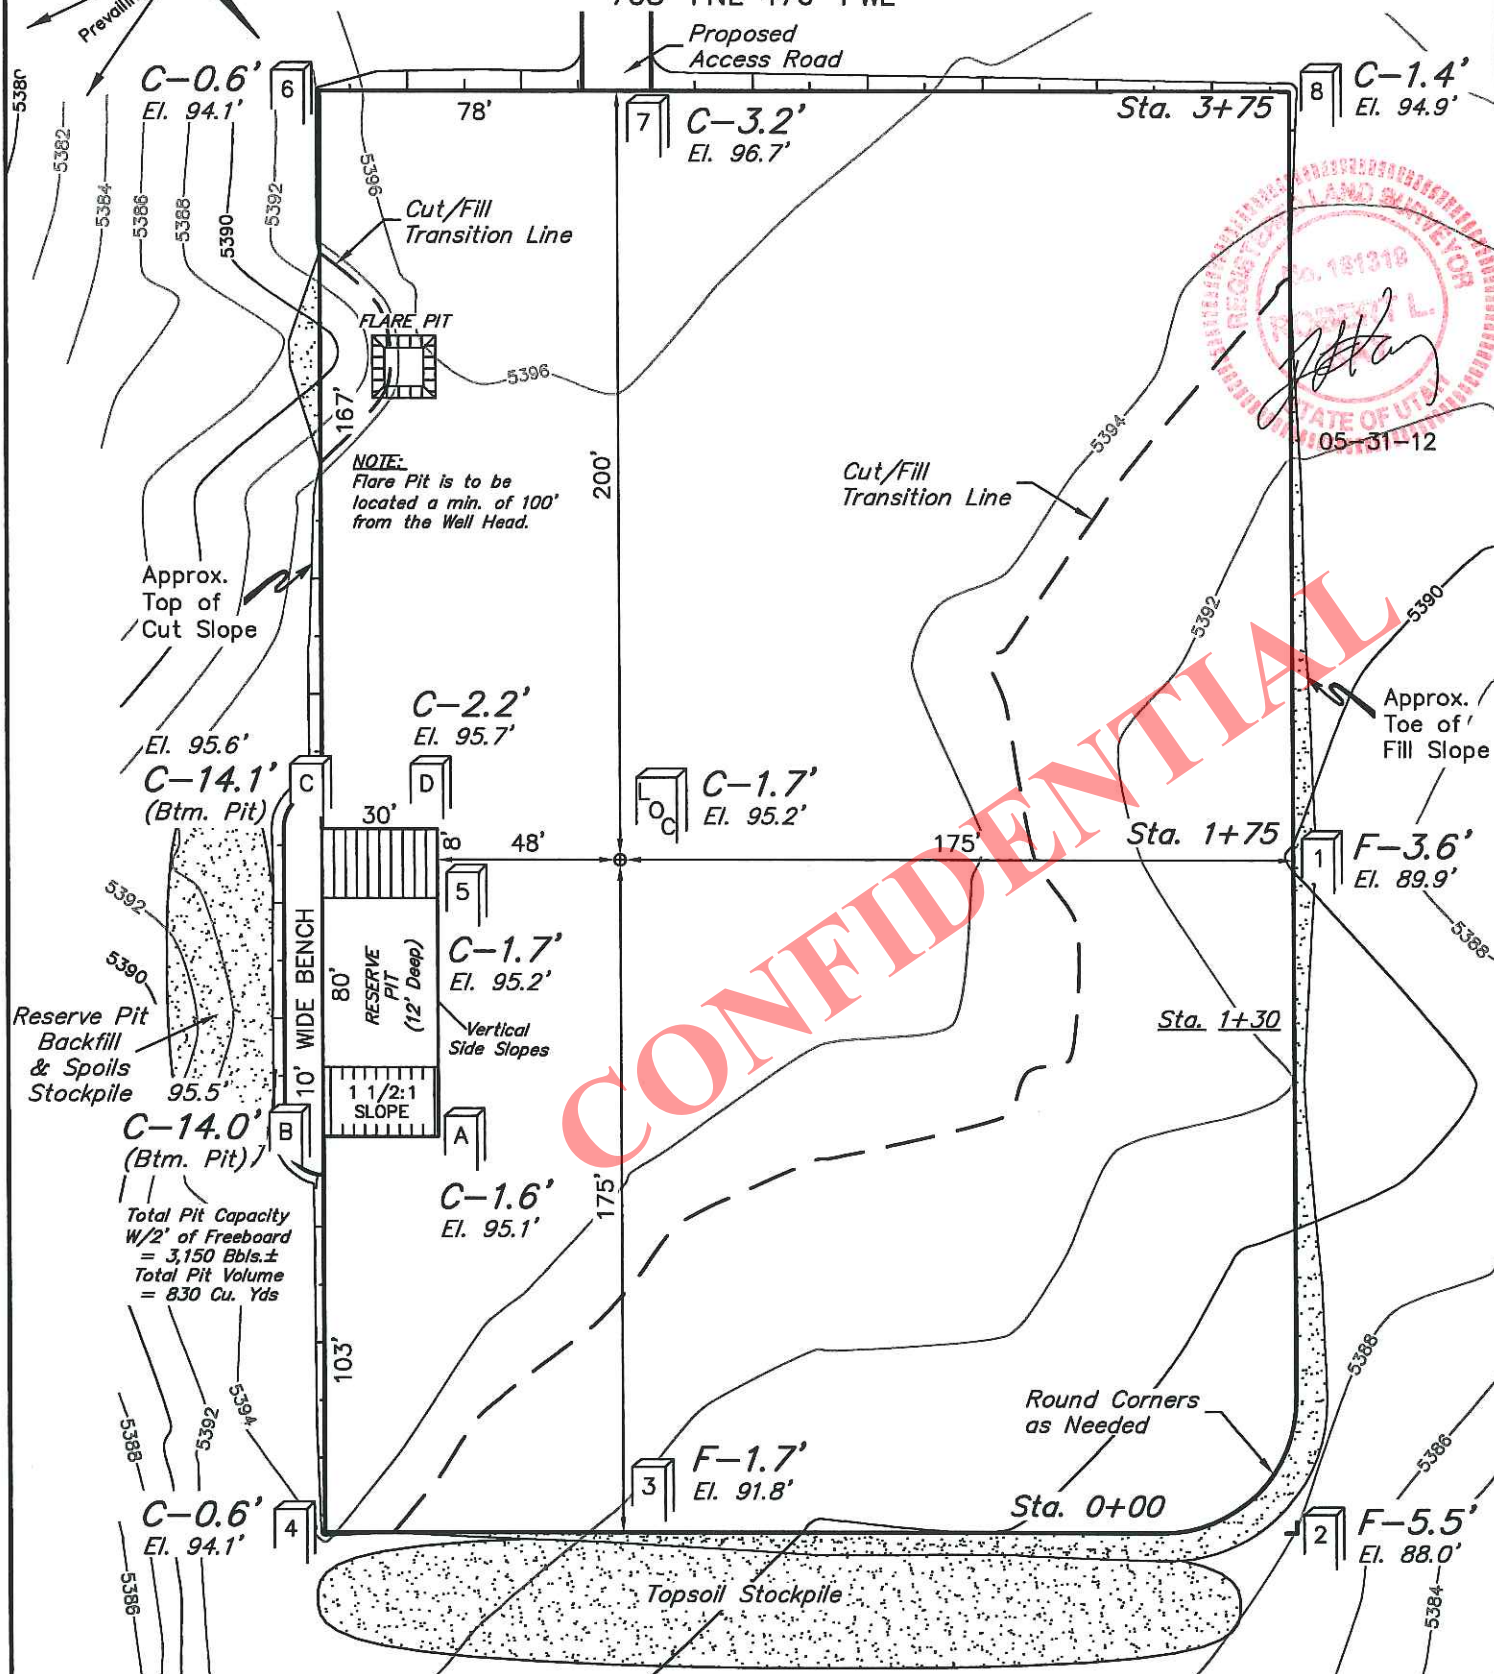 Proposed
Access Road
C-0.6'
El. 94.1'
6
78'
7
C-3.2'
El. 96.7'
Sta. 3+75
8
C-1.4'
El. 94.9'
5382
5384
5386
5388
5390
5392
5396
Cut/Fill
Transition Line
FLARE PIT
5396
167'
NOTE:
Flare Pit is to be
located a min. of 100'
from the Well Head.
200'
Cut/Fill
Transition Line
5394
REGISTERED LAND SURVEYOR
No. 191319
ROBERT L.
STATE OF UTAH
05-31-12
Approx.
Top of
Cut Slope
5392
5390
CONFIDENTIAL
Approx.
Toe of
Fill Slope
C-2.2'
El. 95.7'
El. 95.6'
C-14.1'
(Btm. Pit)
C
D
30'
8'
48'
LOC
C-1.7'
El. 95.2'
175'
Sta. 1+75
1
F-3.6'
El. 89.9'
5388
5
C-1.7'
El. 95.2'
5392
5390
10' WIDE BENCH
80'
RESERVE
PIT
(12' Deep)
Vertical
Side Slopes
Reserve Pit
Backfill
& Spoils
Stockpile
95.5'
C-14.0'
(Btm. Pit)
B
1 1/2:1
SLOPE
A
C-1.6'
El. 95.1'
Sta. 1+30
175'
Total Pit Capacity
W/2' of Freeboard
= 3,150 Bbls.±
Total Pit Volume
= 830 Cu. Yds
103'
5388
5392
5394
5388
5386
5384
5386
Round Corners
as Needed
3
F-1.7'
El. 91.8'
Sta. 0+00
C-0.6'
El. 94.1'
4
2
F-5.5'
El. 88.0'
Topsoil Stockpile